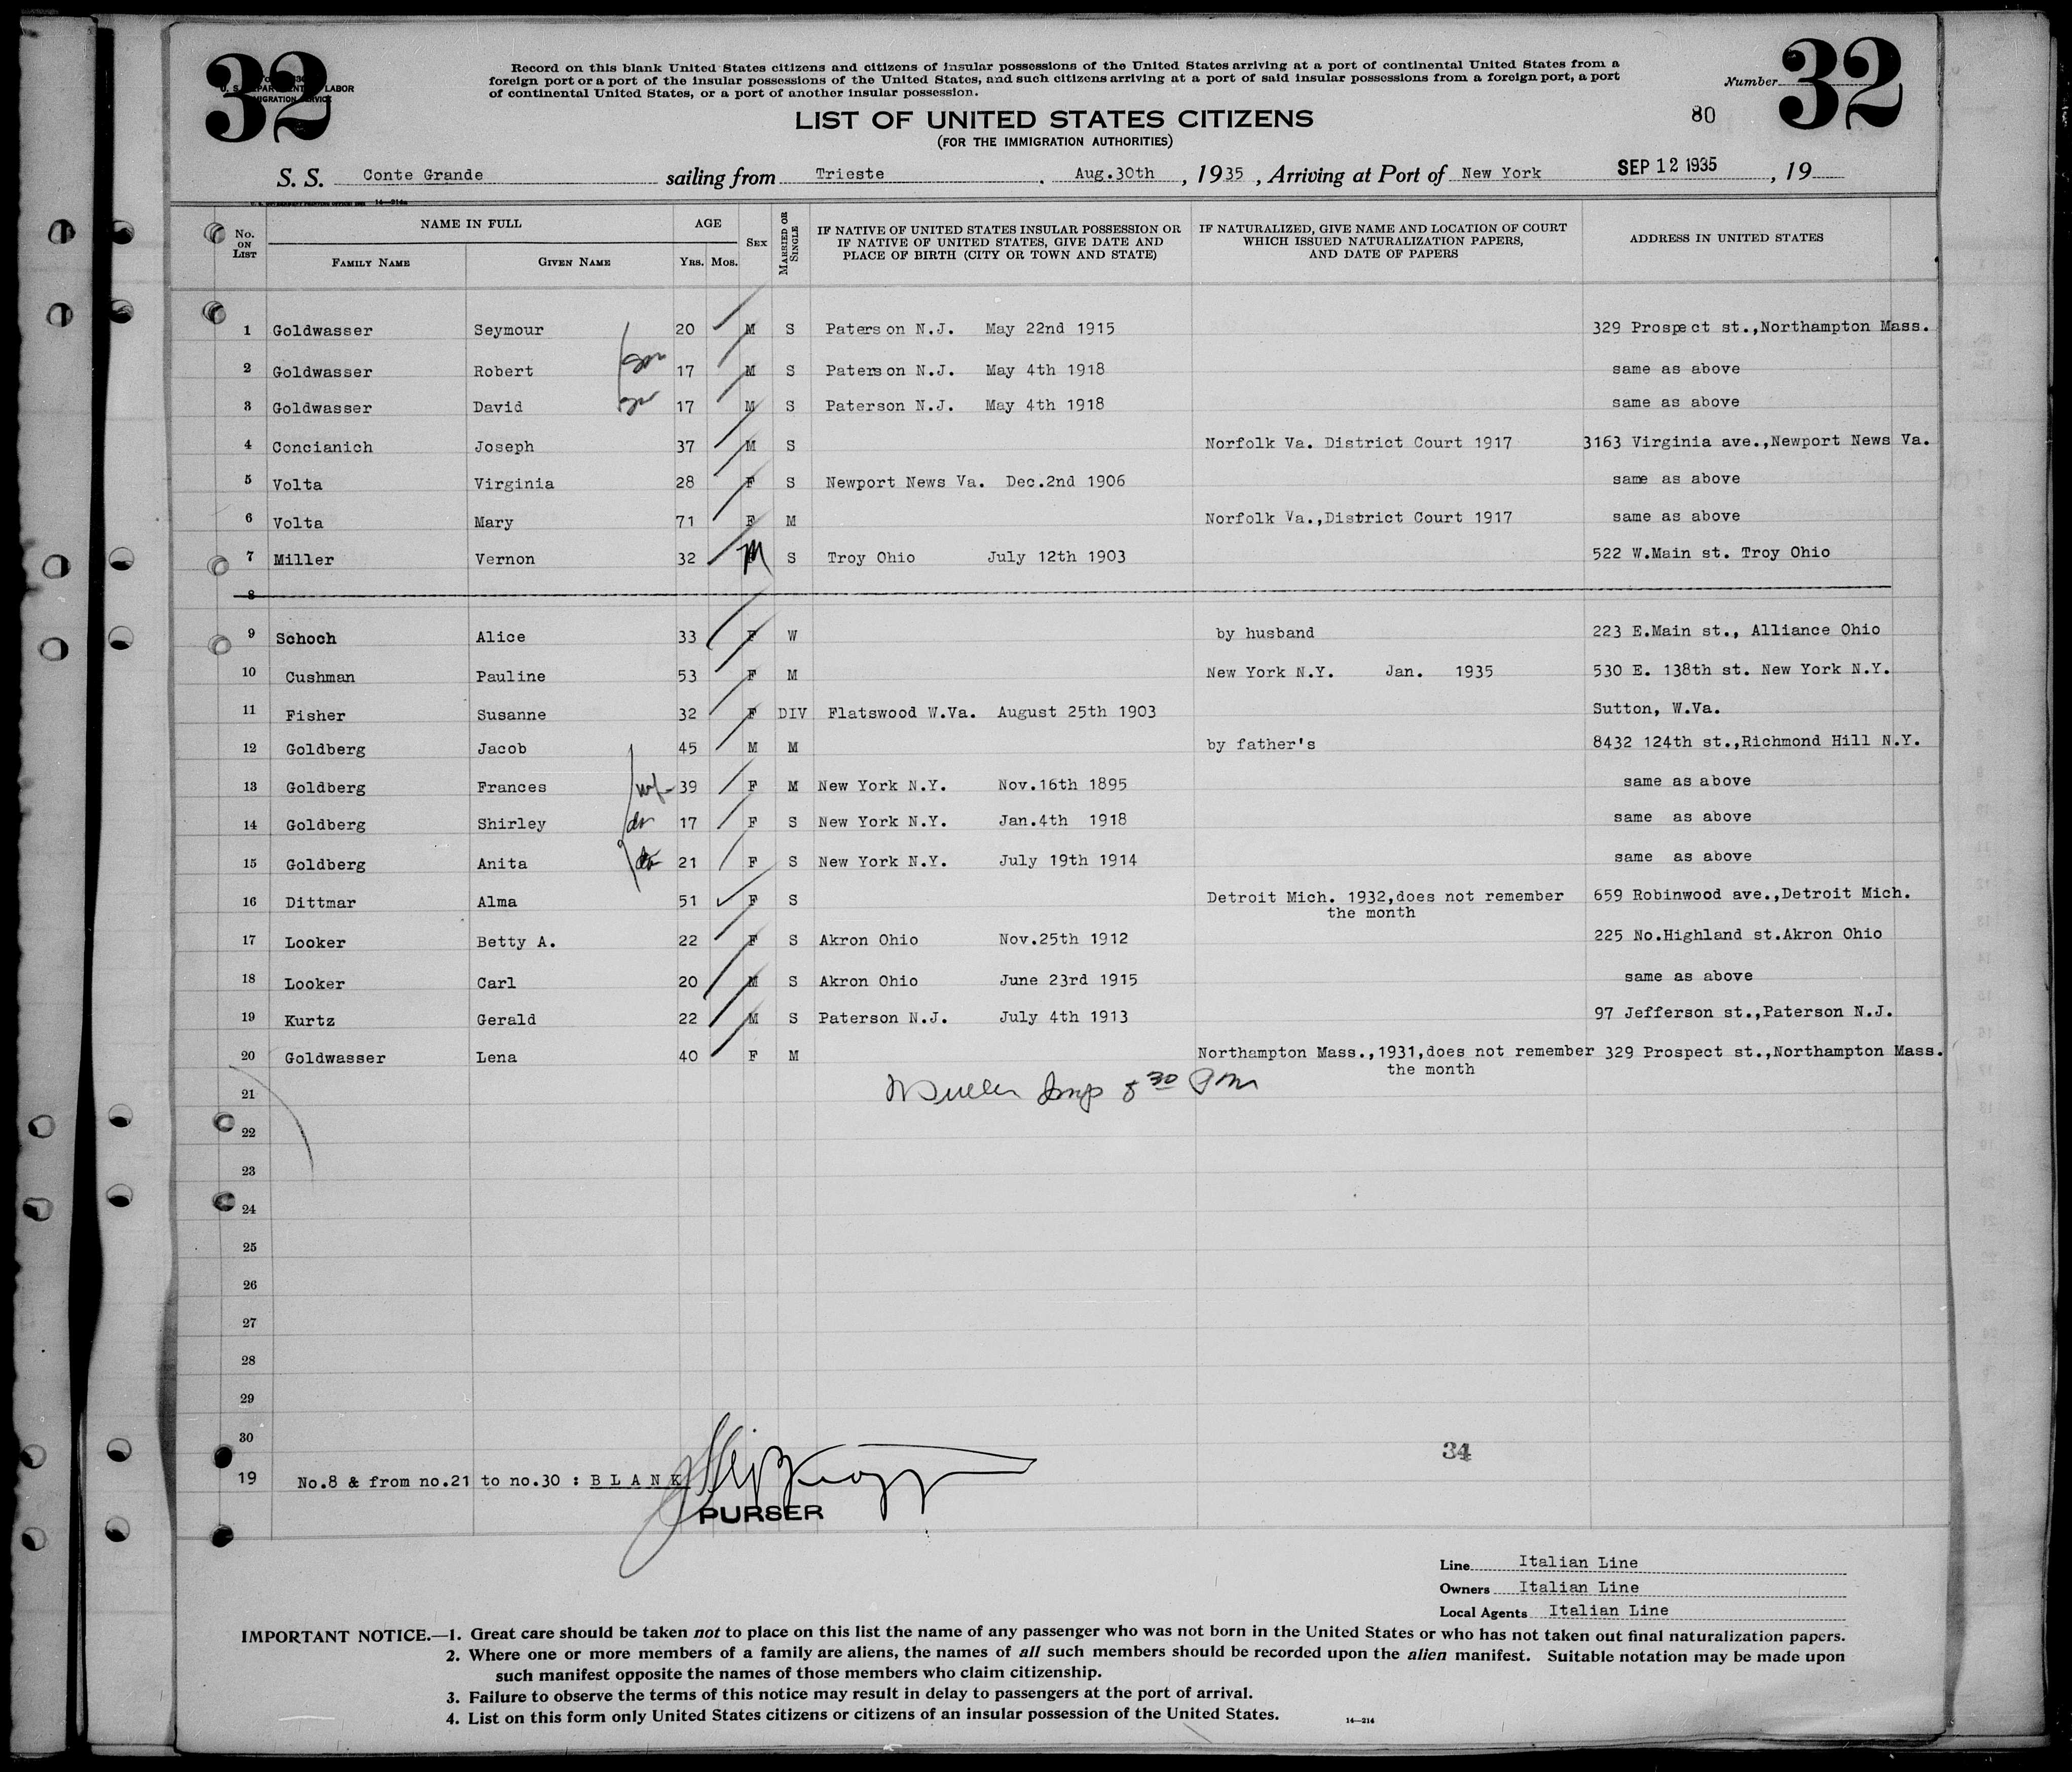 32
32
U. S. DEPARTMENT OF LABOR
IMMIGRATION SERVICE
Record on this blank United States citizens and citizens of insular possessions of the United States arriving at a port of continental United States from a
foreign port or a port of the insular possessions of the United States, and such citizens arriving at a port of said insular possessions from a foreign port, a port
of continental United States, or a port of another insular possession.
Number
80
LIST OF UNITED STATES CITIZENS
(FOR THE IMMIGRATION AUTHORITIES)
S. S. Conte Grande sailing from Trieste . Aug.30th , 1935 , Arriving at Port of New York SEP 12 1935 , 19
No. ON LIST NAME IN FULL AGE SEX MARRIED OR SINGLE IF NATIVE OF UNITED STATES INSULAR POSSESSION OR IF NATIVE OF UNITED STATES, GIVE DATE AND PLACE OF BIRTH (CITY OR TOWN AND STATE) IF NATURALIZED, GIVE NAME AND LOCATION OF COURT WHICH ISSUED NATURALIZATION PAPERS, AND DATE OF PAPERS ADDRESS IN UNITED STATES
FAMILY NAME GIVEN NAME YRS. MOS.
1 Goldwasser Seymour 20 M S Paterson N.J. May 22nd 1915 329 Prospect st.,Northampton Mass.
2 Goldwasser Robert son 17 M S Paterson N.J. May 4th 1918 same as above
3 Goldwasser David 17 M S Paterson N.J. May 4th 1918 same as above
4 Concianich Joseph 37 M S Norfolk Va. District Court 1917 3163 Virginia ave.,Newport News Va.
5 Volta Virginia 28 F S Newport News Va. Dec.2nd 1906 same as above
6 Volta Mary 71 F M Norfolk Va.,District Court 1917 same as above
7 Miller Vernon 32 M S Troy Ohio July 12th 1903 522 W.Main st. Troy Ohio
8
9 Schoch Alice 33 F W by husband 223 E.Main st., Alliance Ohio
10 Cushman Pauline 53 F M New York N.Y. Jan. 1935 530 E. 138th st. New York N.Y.
11 Fisher Susanne 32 F DIV Flatswood W.Va. August 25th 1903 Sutton, W.Va.
12 Goldberg Jacob 45 M M by father's 8432 124th st.,Richmond Hill N.Y.
13 Goldberg Frances wf 39 F M New York N.Y. Nov.16th 1895 same as above
14 Goldberg Shirley dr 17 F S New York N.Y. Jan.4th 1918 same as above
15 Goldberg Anita dr 21 F S New York N.Y. July 19th 1914 same as above
16 Dittmar Alma 51 F S Detroit Mich. 1932,does not remember 659 Robinwood ave.,Detroit Mich.
the month
17 Looker Betty A. 22 F S Akron Ohio Nov.25th 1912 225 No.Highland st.Akron Ohio
18 Looker Carl 20 M S Akron Ohio June 23rd 1915 same as above
19 Kurtz Gerald 22 M S Paterson N.J. July 4th 1913 97 Jefferson st.,Paterson N.J.
20 Goldwasser Lena 40 F M Northampton Mass.,1931,does not remember 329 Prospect st.,Northampton Mass.
the month
21 Insp 8 30 Pm
22
23
24
25
26
27
28
29
30
34
19 No.8 & from no.21 to no.30 : BLANK
PURSER
Line Italian Line
Owners Italian Line
Local Agents Italian Line
IMPORTANT NOTICE.—1. Great care should be taken not to place on this list the name of any passenger who was not born in the United States or who has not taken out final naturalization papers.
2. Where one or more members of a family are aliens, the names of all such members should be recorded upon the alien manifest. Suitable notation may be made upon
such manifest opposite the names of those members who claim citizenship.
3. Failure to observe the terms of this notice may result in delay to passengers at the port of arrival.
4. List on this form only United States citizens or citizens of an insular possession of the United States.
14—214